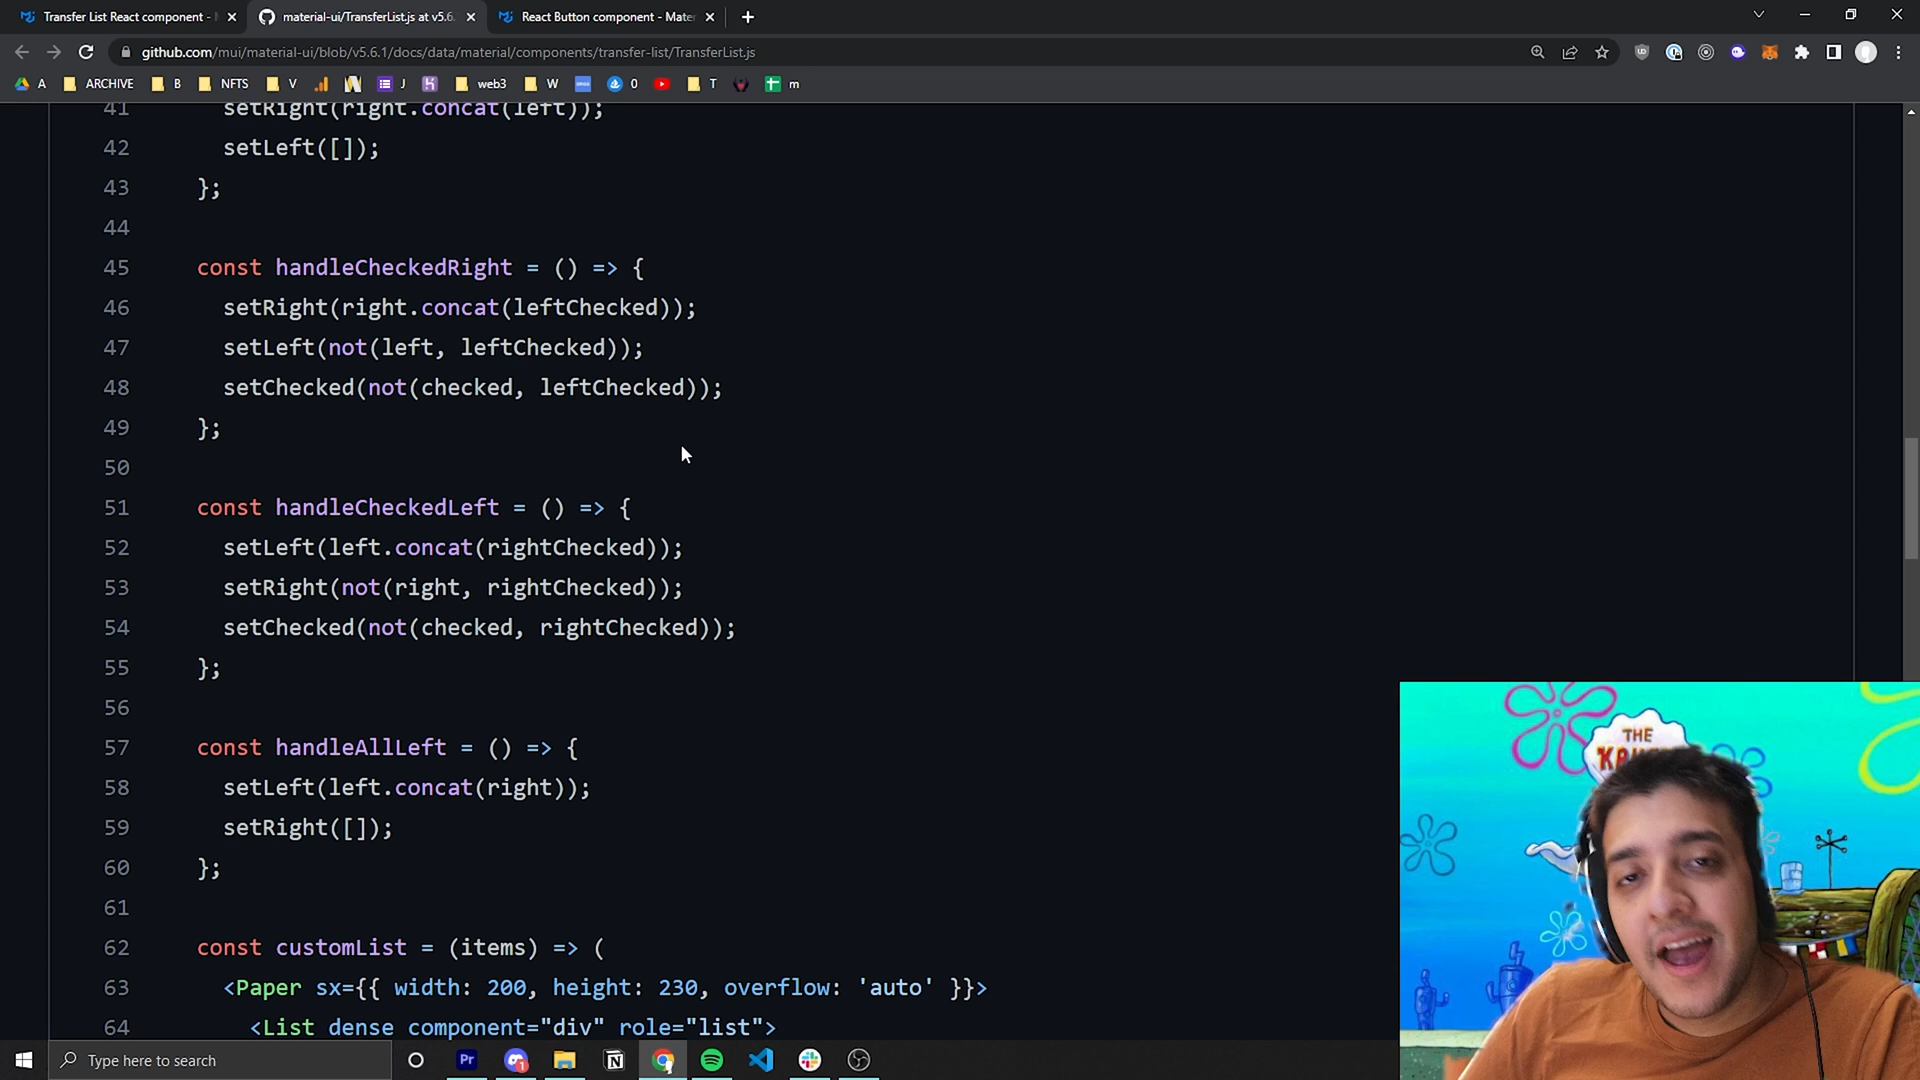 Transfer List React component -
material-ui/TransferList.js at v5.6.
React Button component - Mate
github.com/mui/material-ui/blob/v5.6.1/docs/data/material/components/transfer-list/TransferList.js
A ARCHIVE B NFTS V J web3 W 0 T m
41 setRight(right.concat(left));
42 setLeft([]);
43 };
44
45 const handleCheckedRight = () => {
46 setRight(right.concat(leftChecked));
47 setLeft(not(left, leftChecked));
48 setChecked(not(checked, leftChecked));
49 };
50
51 const handleCheckedLeft = () => {
52 setLeft(left.concat(rightChecked));
53 setRight(not(right, rightChecked));
54 setChecked(not(checked, rightChecked));
55 };
56
57 const handleAllLeft = () => {
58 setLeft(left.concat(right));
59 setRight([]);
60 };
61
62 const customList = (items) => (
63 <Paper sx={{ width: 200, height: 230, overflow: 'auto' }}>
64 <List dense component="div" role="list">
THE
Type here to search
Pr